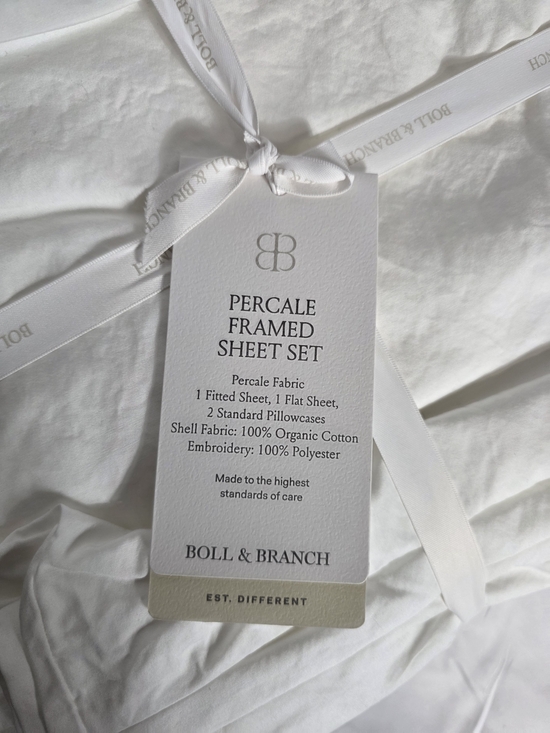 BOLL & BRANCH
BRANCH
BOLL & BRANCH
BOLL & BRANCH
BOLL
PERCALE
FRAMED
SHEET SET
Percale Fabric
1 Fitted Sheet, 1 Flat Sheet,
2 Standard Pillowcases
Shell Fabric: 100% Organic Cotton
Embroidery: 100% Polyester
Made to the highest
standards of care
BOLL & BRANCH
EST. DIFFERENT